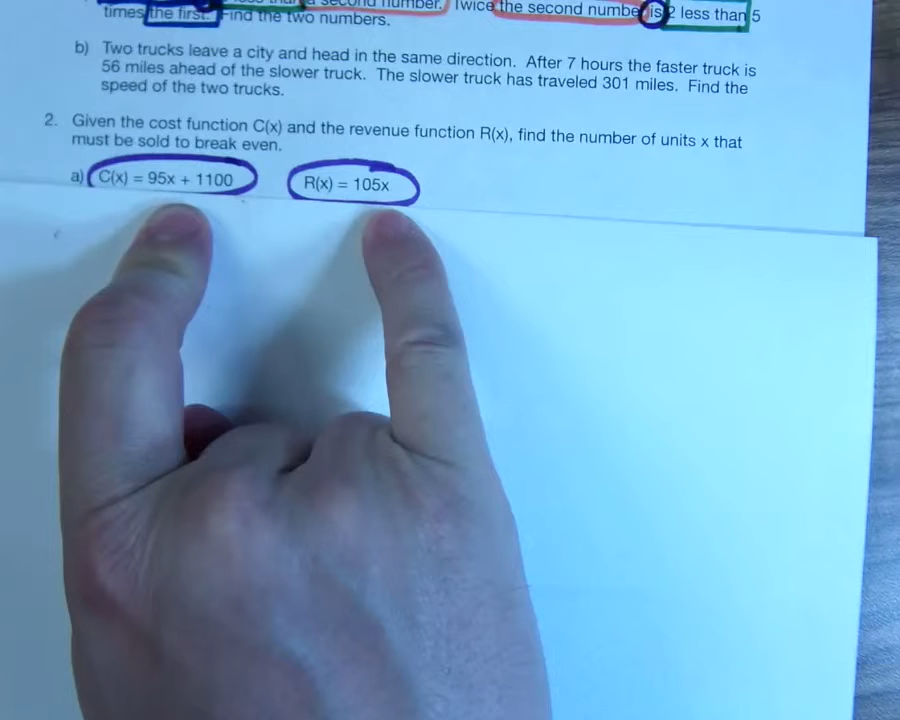 a second number. Twice the second number is 2 less than 5
times the first. Find the two numbers.
b) Two trucks leave a city and head in the same direction. After 7 hours the faster truck is
56 miles ahead of the slower truck. The slower truck has traveled 301 miles. Find the
speed of the two trucks.
2. Given the cost function C(x) and the revenue function R(x), find the number of units x that
must be sold to break even.
a) C(x) = 95x + 1100 R(x) = 105x